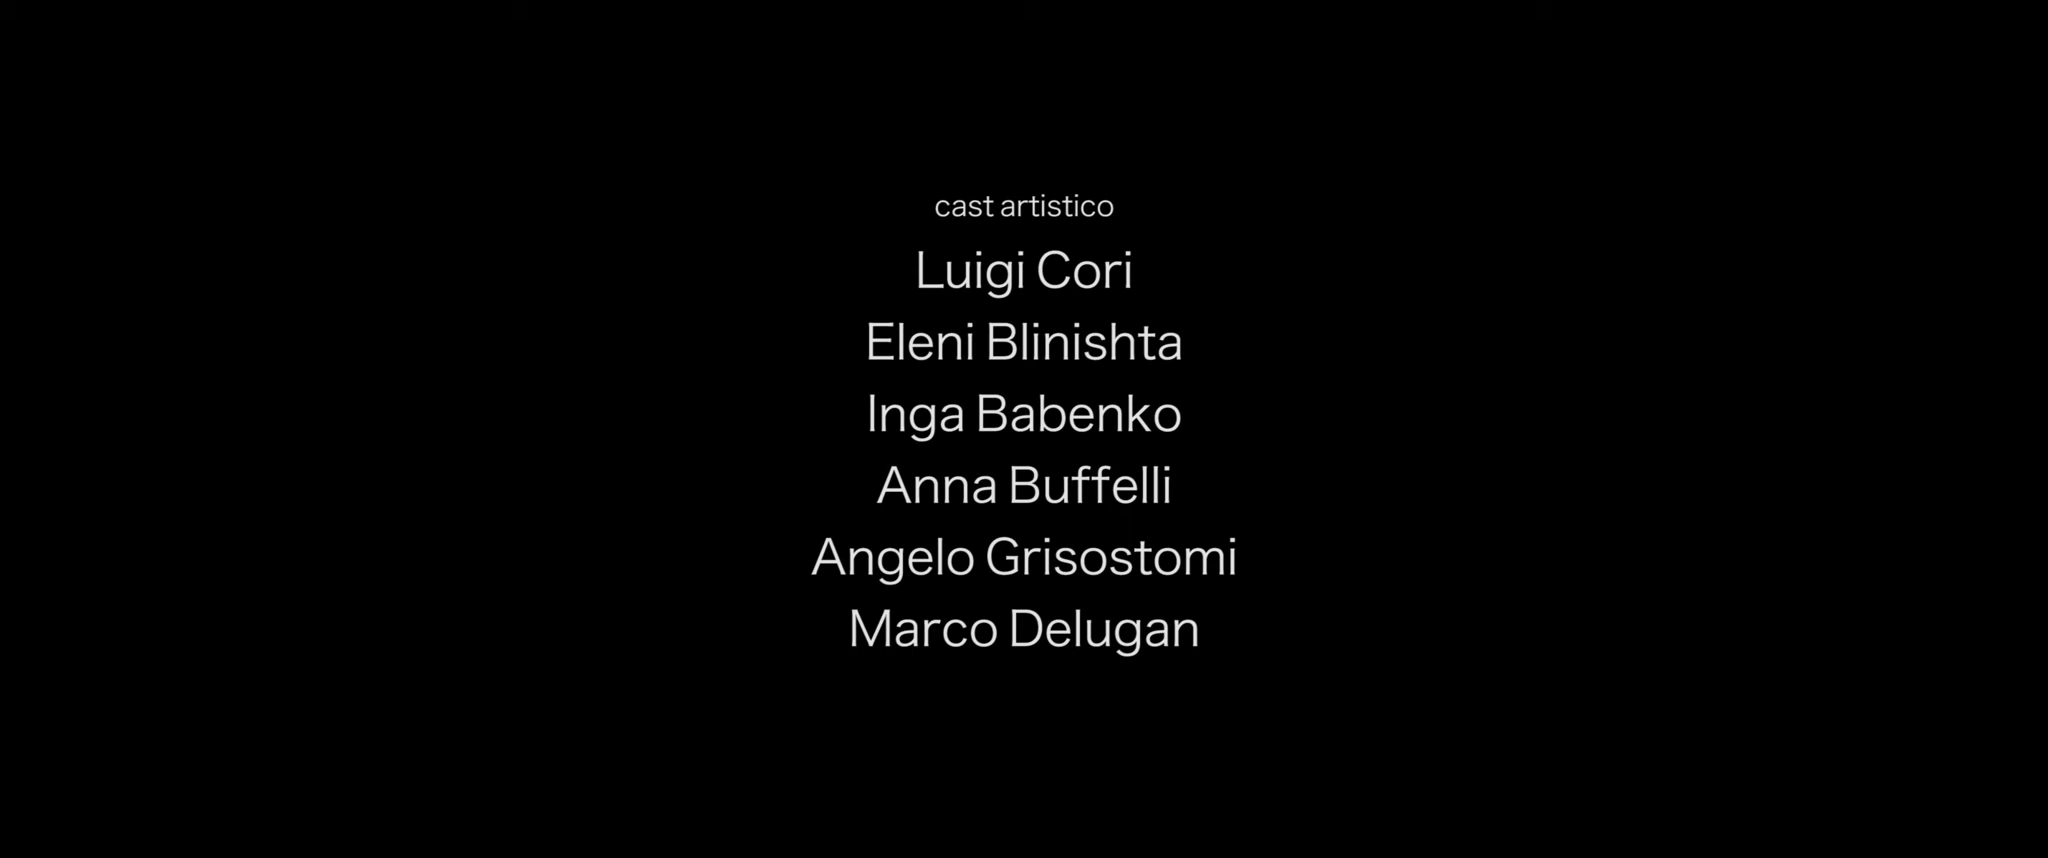 cast artistico
Luigi Cori
Eleni Blinishta
Inga Babenko
Anna Buffelli
Angelo Grisostomi
Marco Delugan